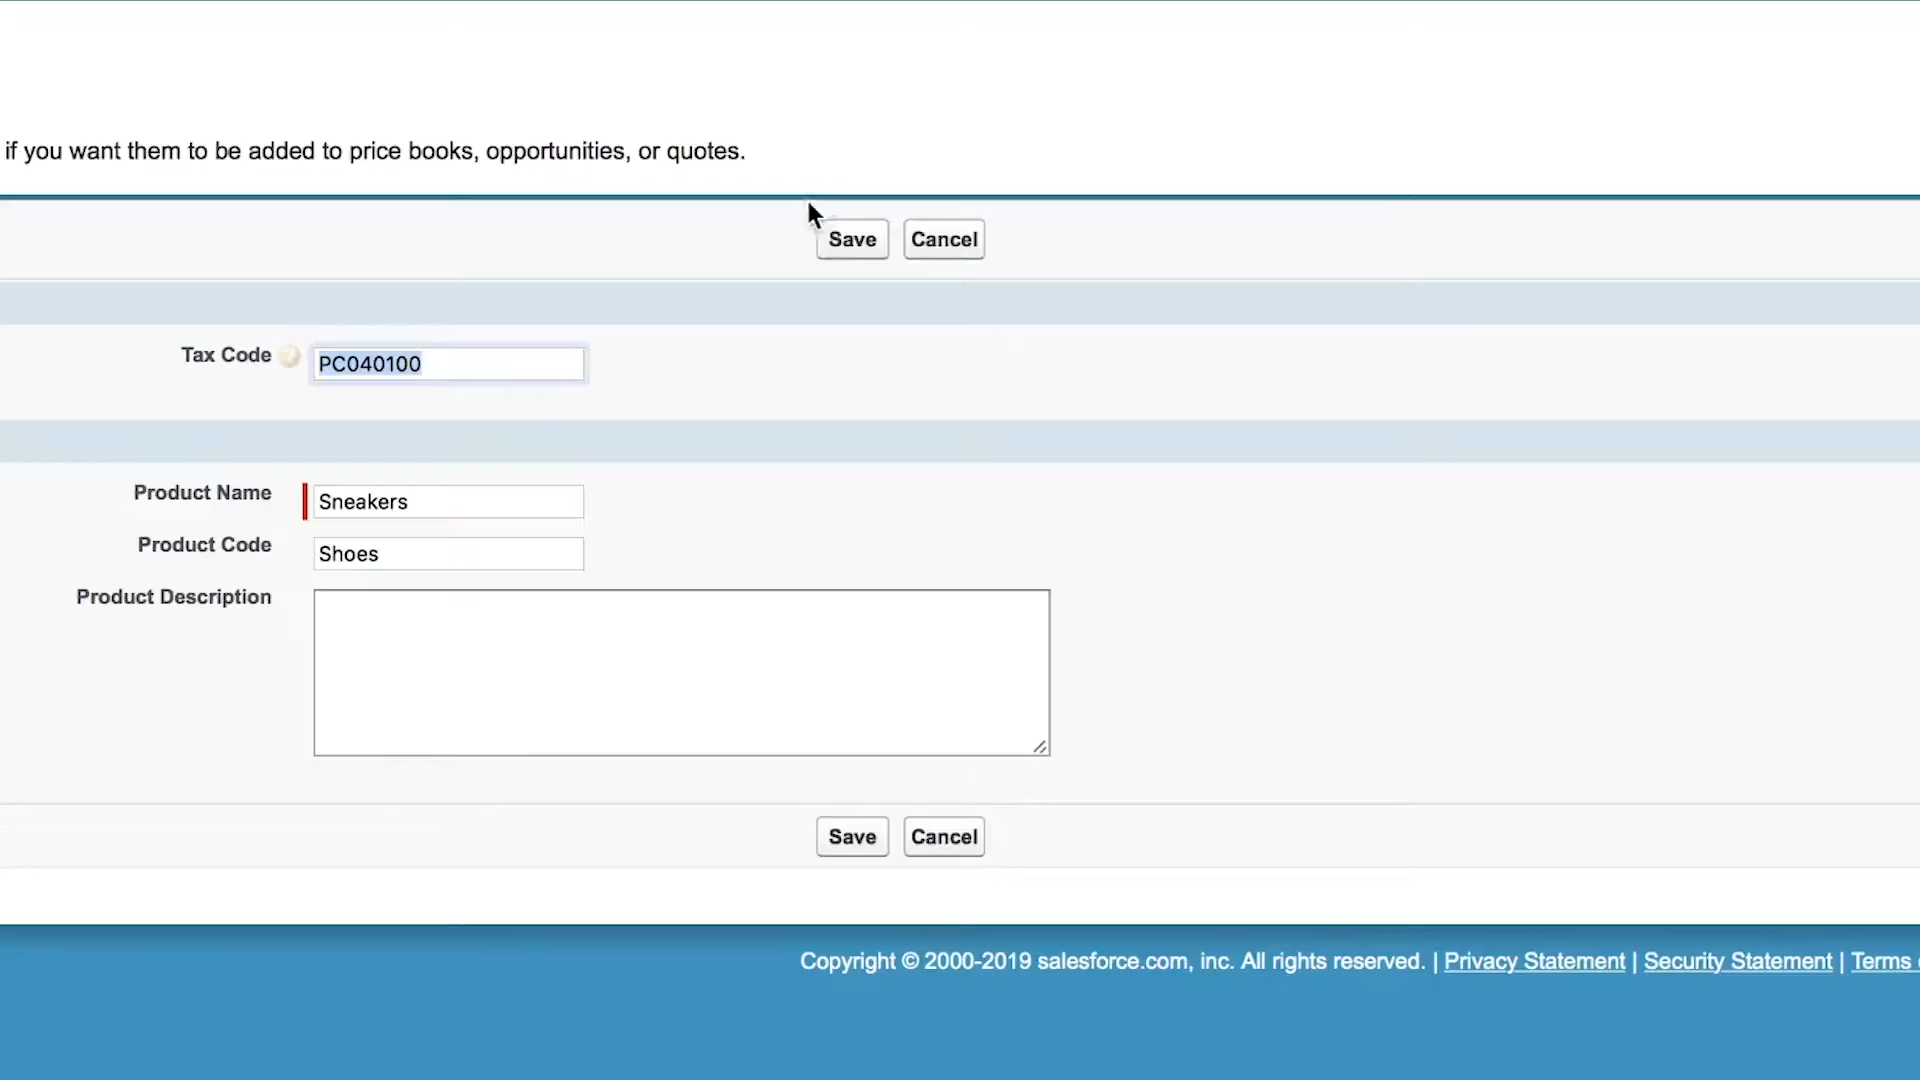 if you want them to be added to price books, opportunities, or quotes.
Save Cancel
Tax Code PC040100
Product Name Sneakers
Product Code Shoes
Product Description
Save Cancel
Copyright © 2000-2019 salesforce.com, inc. All rights reserved. | Privacy Statement | Security Statement | Terms